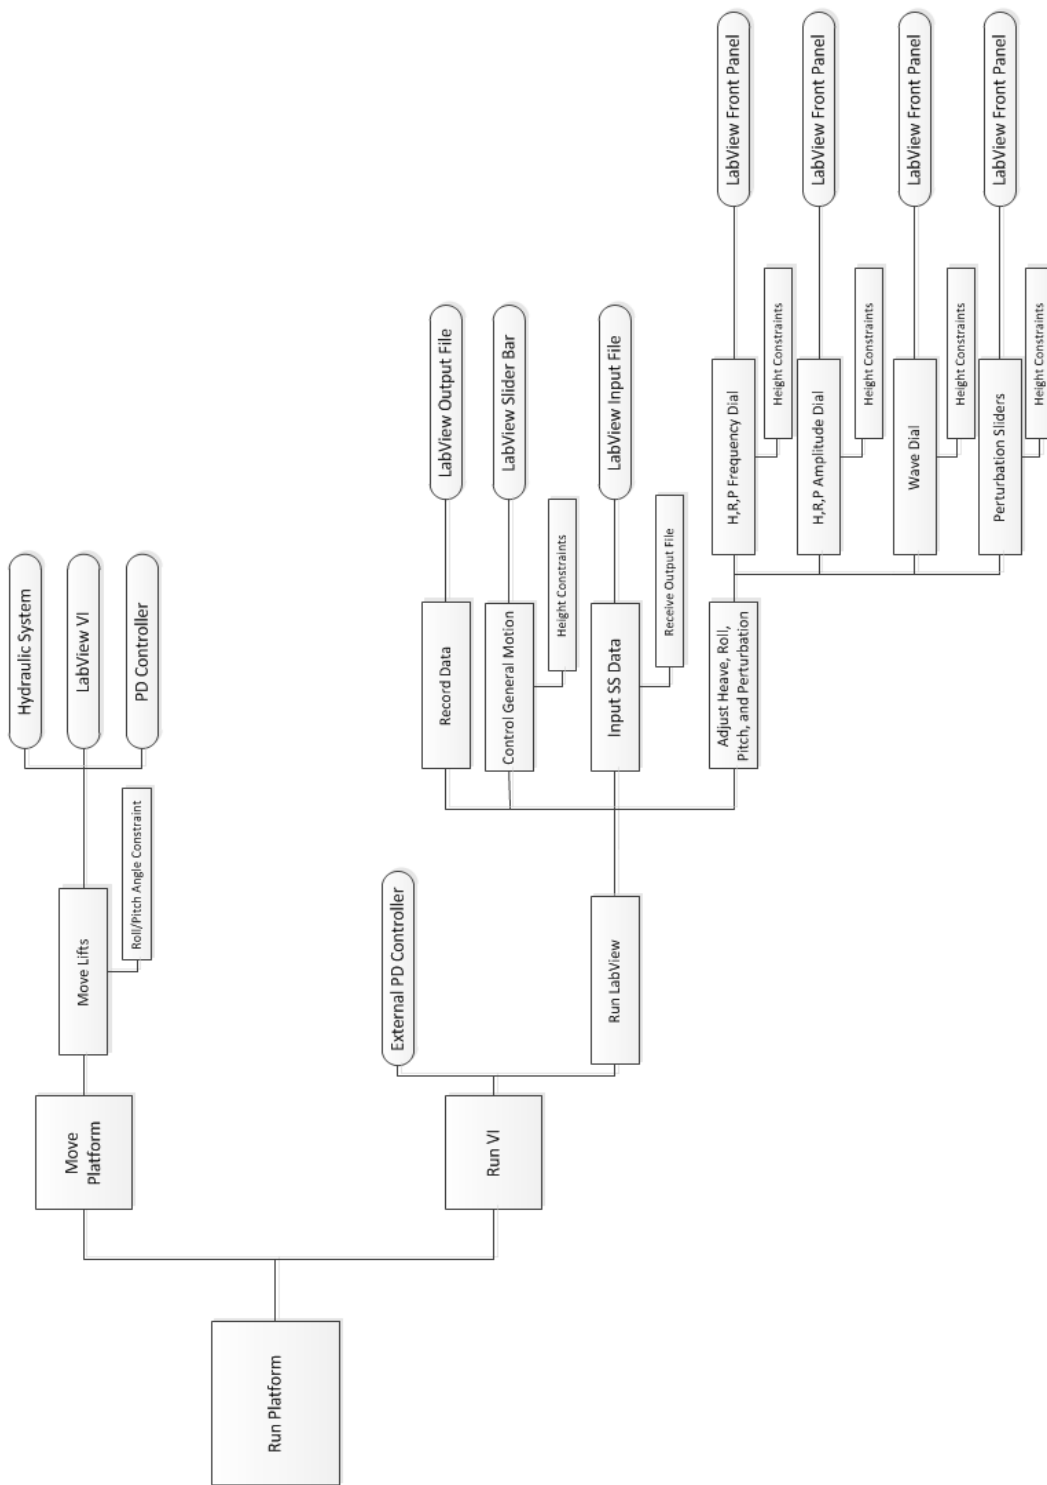 Run Platform
Move
Platform
Move Lifts
Roll/Pitch Angle Constraint
Hydraulic System
LabView VI
PD Controller
Run VI
External PD Controller
Run LabView
Record Data
LabView Output File
Control General Motion
Height Constraints
LabView Slider Bar
Input SS Data
Receive Output File
LabView Input File
Adjust Heave, Roll,
Pitch, and Perturbation
H,R,P Frequency Dial
Height Constraints
LabView Front Panel
H,R,P Amplitude Dial
Height Constraints
LabView Front Panel
Wave Dial
Height Constraints
LabView Front Panel
Perturbation Sliders
Height Constraints
LabView Front Panel